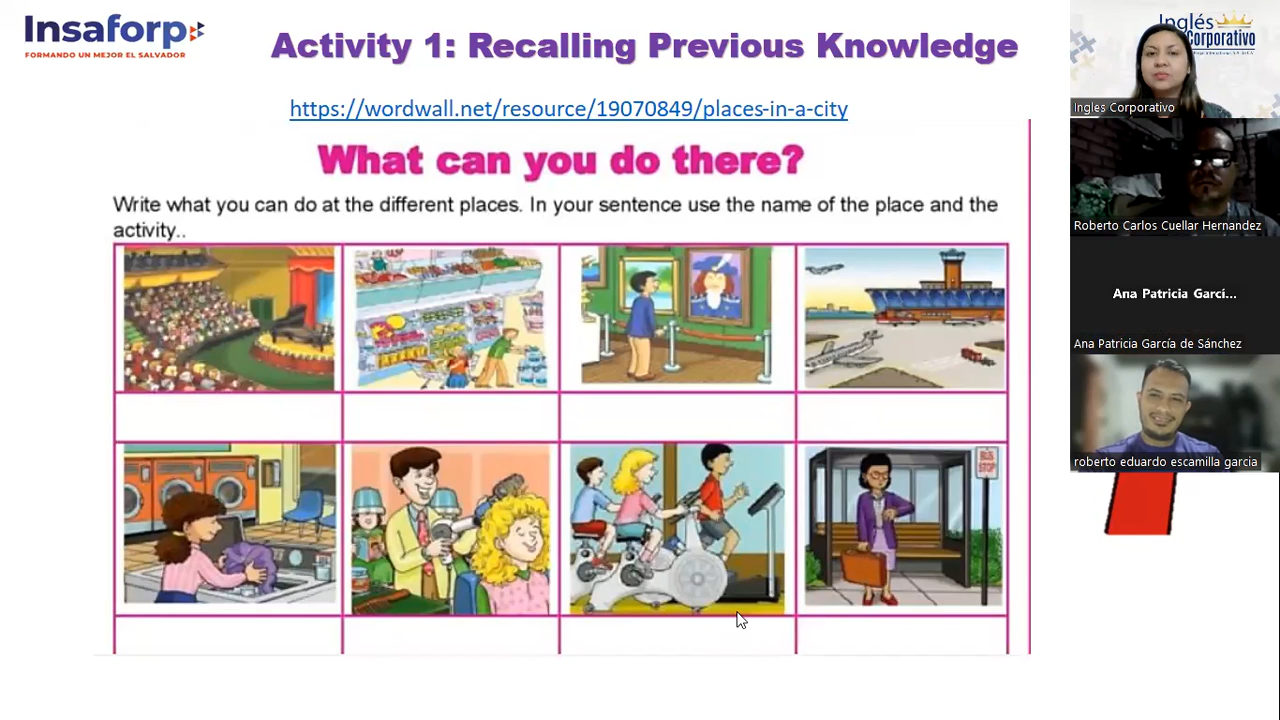 Insaforp
FORMANDO UN MEJOR EL SALVADOR
Activity 1: Recalling Previous Knowledge
https://wordwall.net/resource/19070849/places-in-a-city
What can you do there?
Write what you can do at the different places. In your sentence use the name of the place and the
activity..
BUS
STOP
Inglés
Corporativo
Ingles Corporativo
Roberto Carlos Cuellar Hernandez
Ana Patricia Garcí...
Ana Patricia García de Sánchez
roberto eduardo escamilla garcia